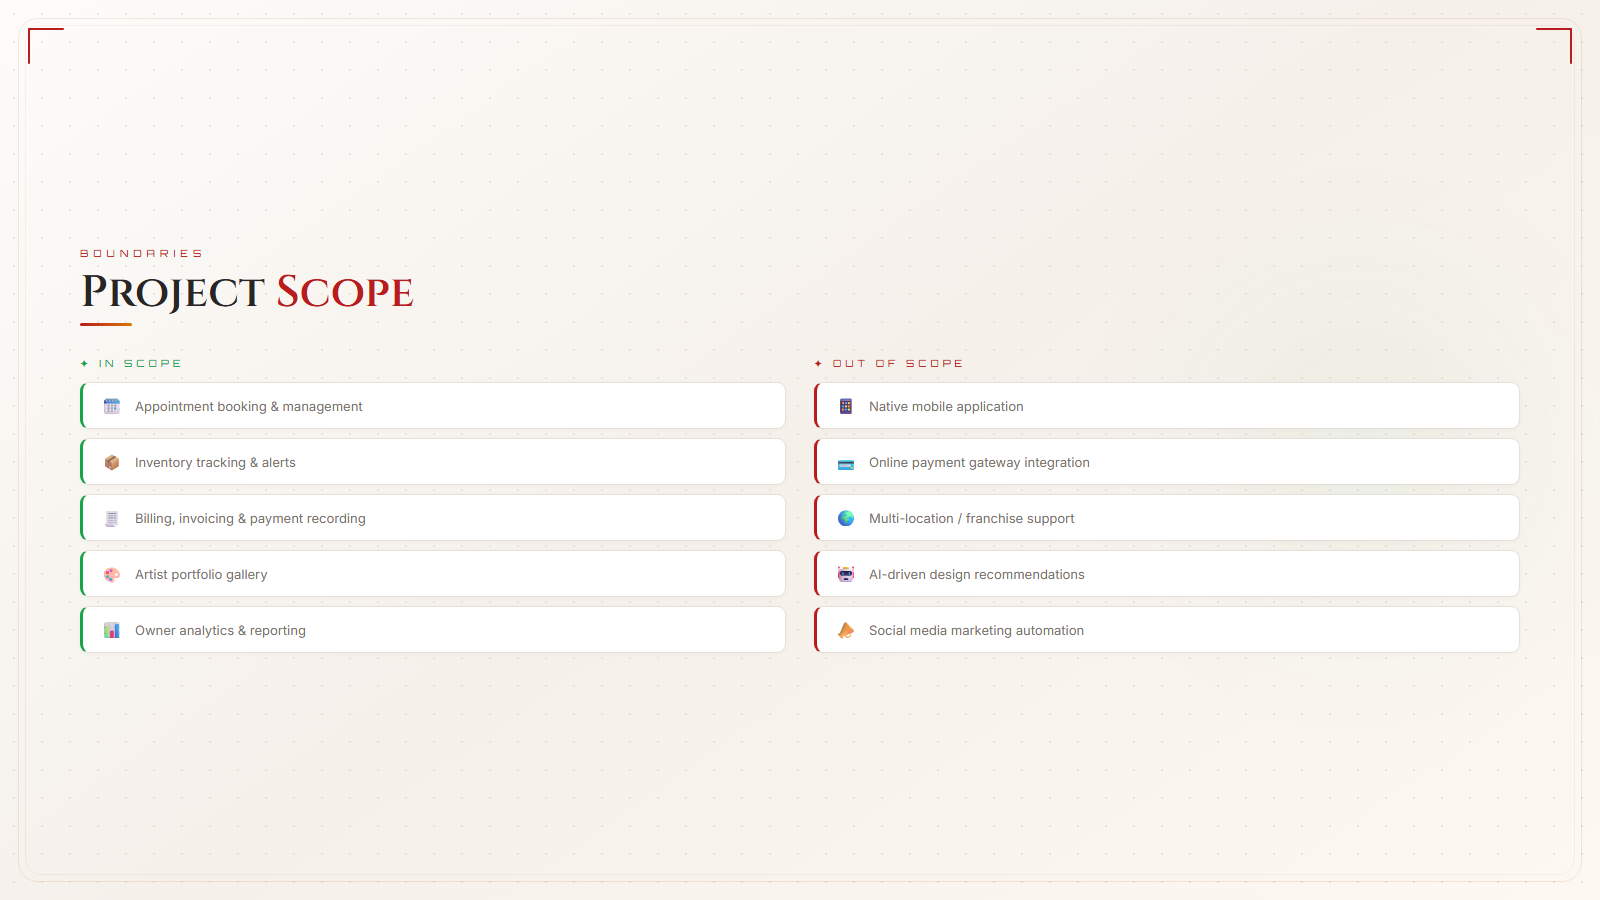 BOUNDARIES
PROJECT SCOPE
✦ IN SCOPE
Appointment booking & management
Inventory tracking & alerts
Billing, invoicing & payment recording
Artist portfolio gallery
Owner analytics & reporting
✦ OUT OF SCOPE
Native mobile application
Online payment gateway integration
Multi-location / franchise support
AI-driven design recommendations
Social media marketing automation